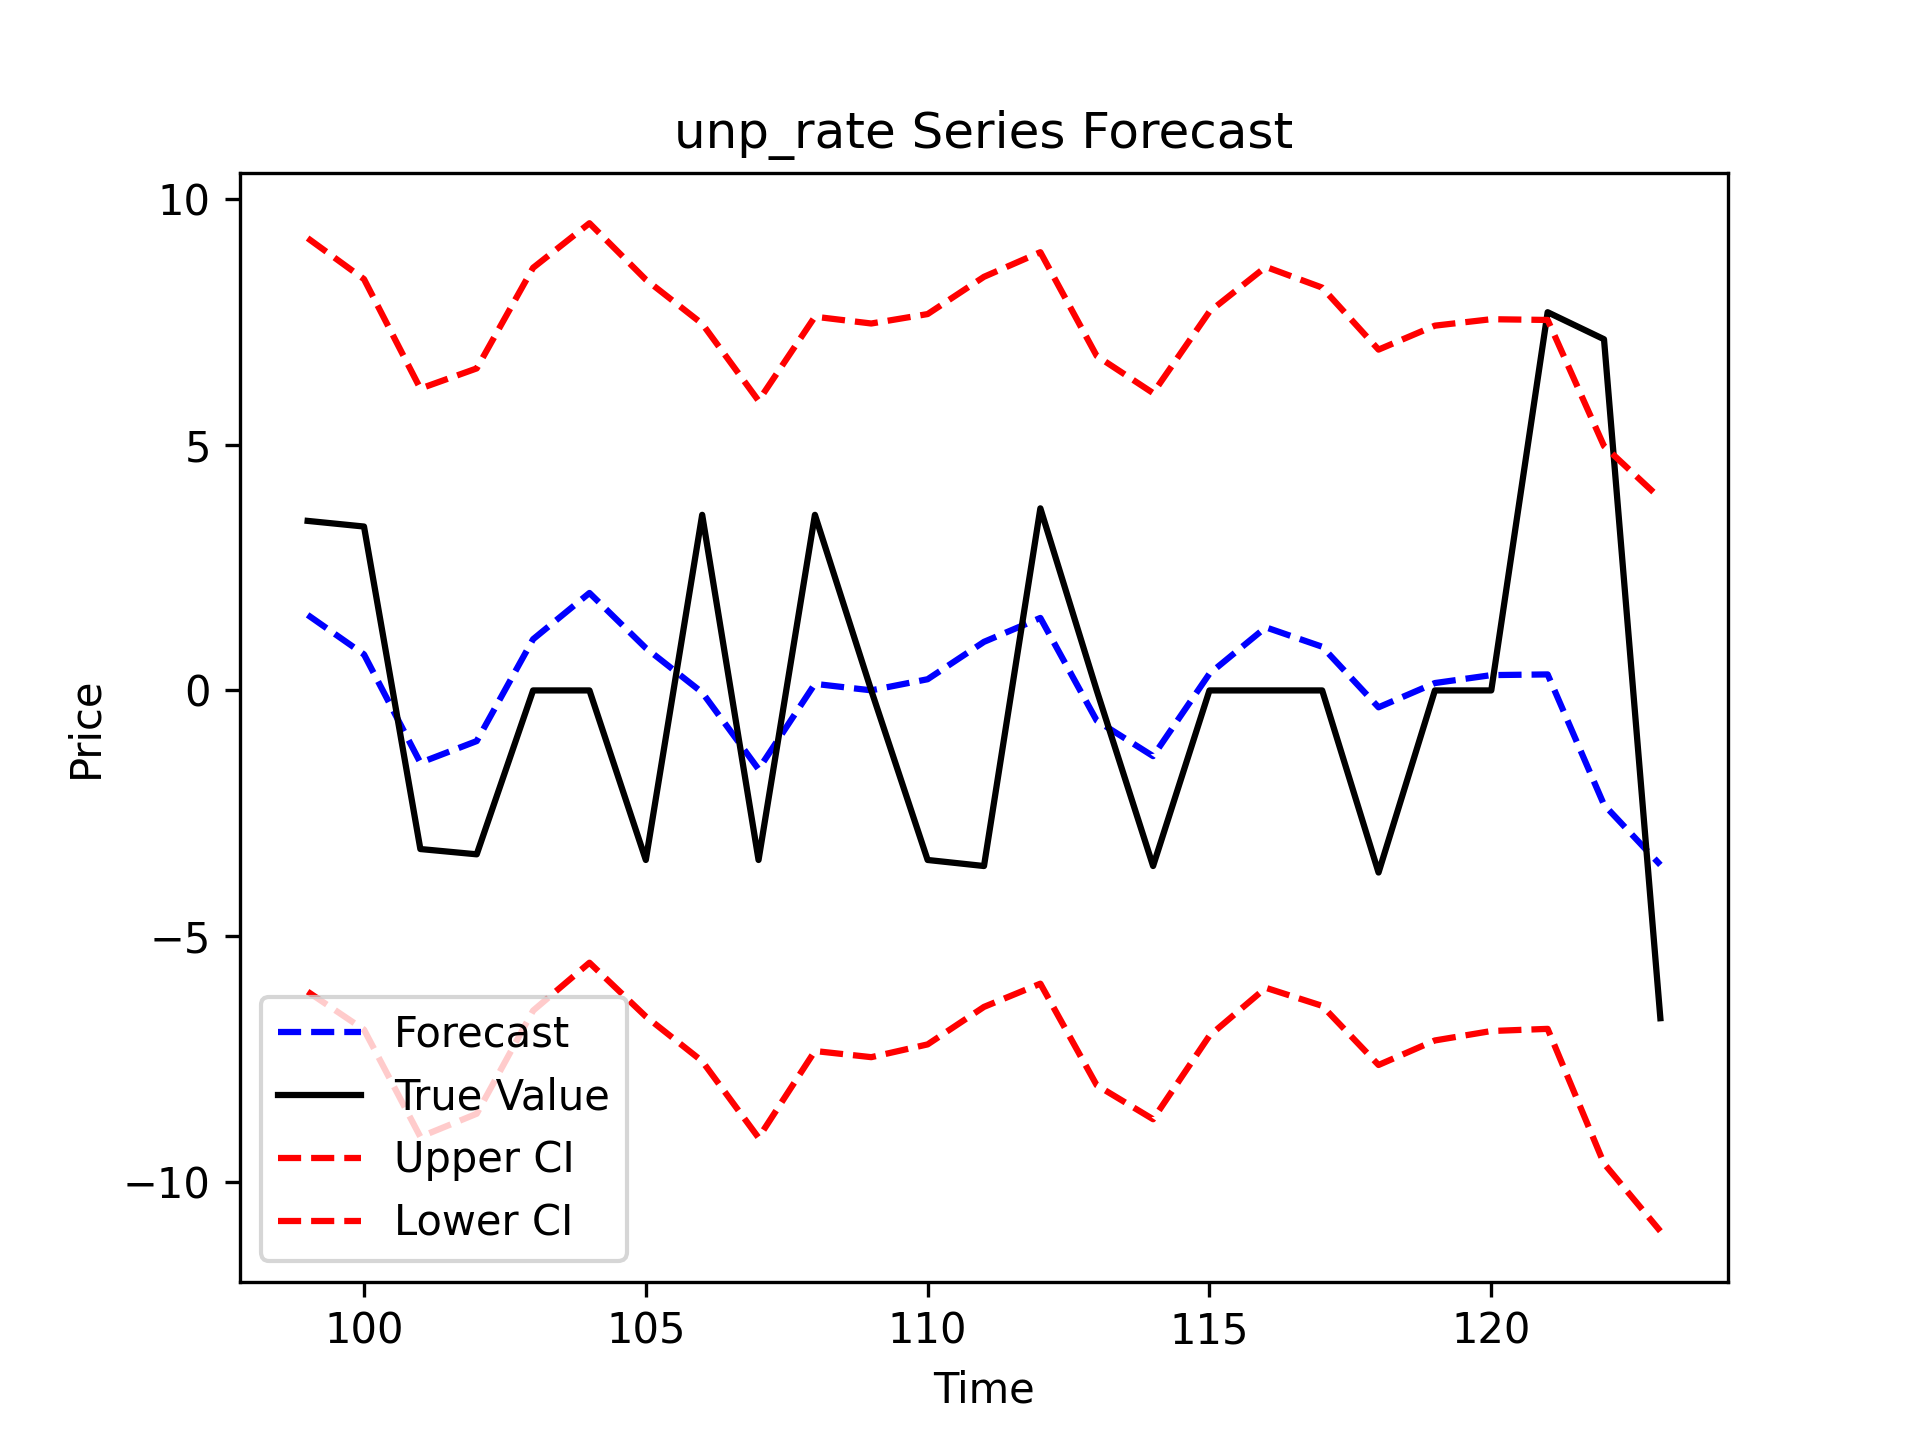 unp_rate Series Forecast
10
5
0
−5
−10
Price
Forecast
True Value
Upper CI
Lower CI
100 105 110 115 120
Time